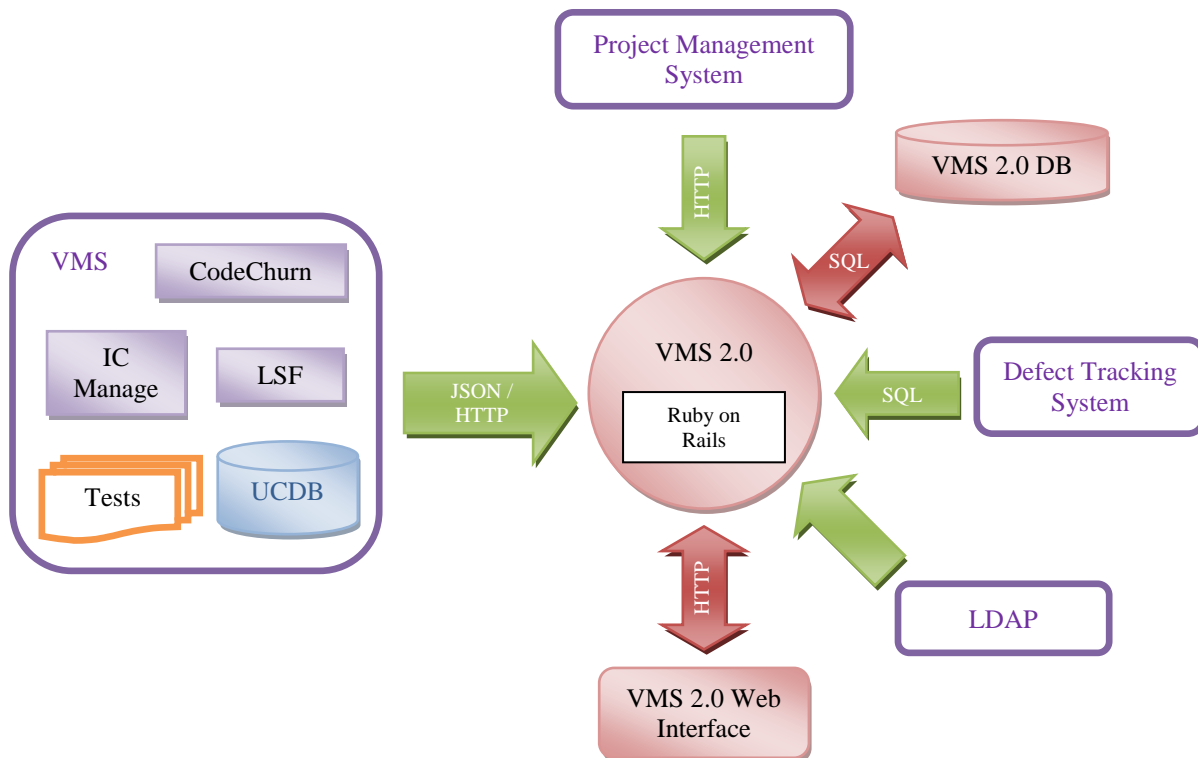 Project Management
System
HTTP
VMS 2.0 DB
SQL
VMS
CodeChurn
IC
Manage
LSF
Tests
UCDB
JSON /
HTTP
VMS 2.0
Ruby on
Rails
SQL
Defect Tracking
System
HTTP
LDAP
VMS 2.0 Web
Interface